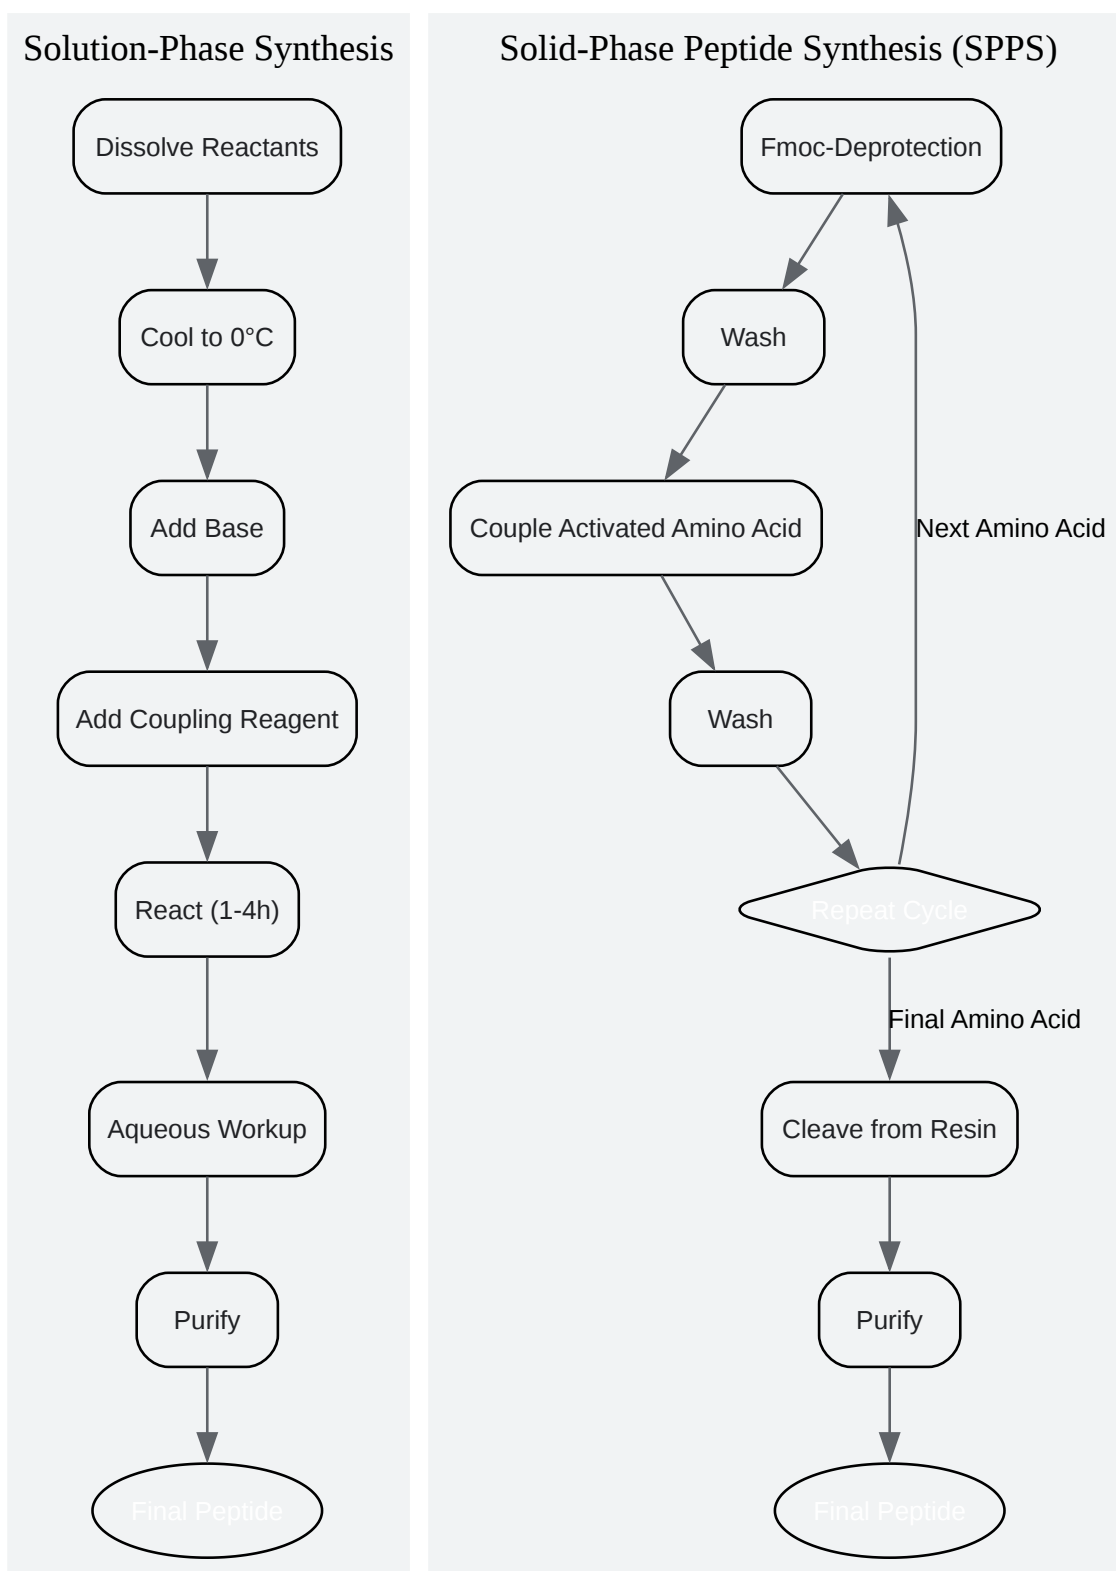 Solution-Phase Synthesis
Dissolve Reactants
Cool to 0°C
Add Base
Add Coupling Reagent
React (1-4h)
Aqueous Workup
Purify
Final Peptide
Solid-Phase Peptide Synthesis (SPPS)
Fmoc-Deprotection
Wash
Couple Activated Amino Acid
Next Amino Acid
Wash
Repeat Cycle
Final Amino Acid
Cleave from Resin
Purify
Final Peptide